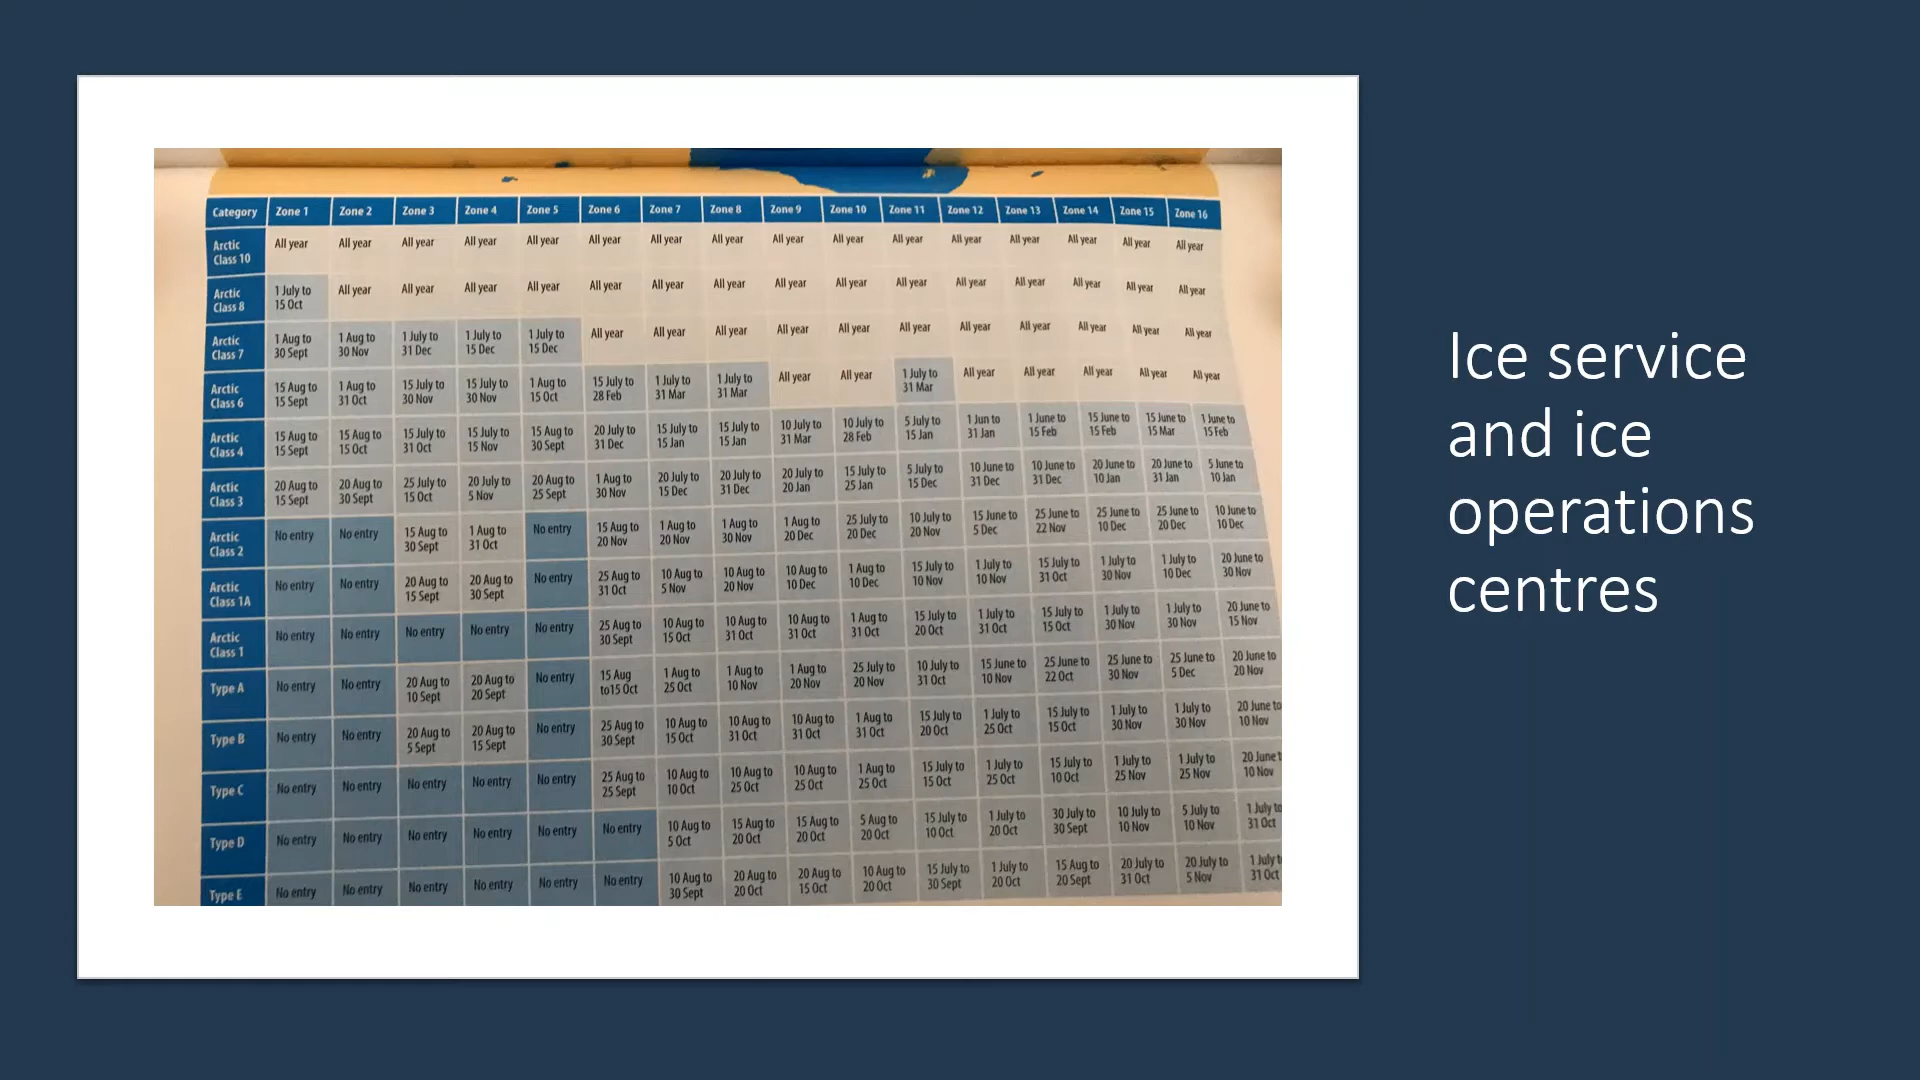 Category Zone 1 Zone 2 Zone 3 Zone 4 Zone 5 Zone 6 Zone 7 Zone 8 Zone 9 Zone 10 Zone 11 Zone 12 Zone 13 Zone 14 Zone 15 Zone 16
Arctic Class 10 All year All year All year All year All year All year All year All year All year All year All year All year All year All year All year All year
Arctic Class 8 1 July to 15 Oct All year All year All year All year All year All year All year All year All year All year All year All year All year All year All year
Arctic Class 7 1 Aug to 30 Sept 1 Aug to 30 Nov 1 July to 31 Dec 1 July to 15 Dec 1 July to 15 Dec All year All year All year All year All year All year All year All year All year All year All year
Arctic Class 6 15 Aug to 15 Sept 1 Aug to 31 Oct 15 July to 30 Nov 15 July to 30 Nov 1 Aug to 15 Oct 15 July to 28 Feb 1 July to 31 Mar 1 July to 31 Mar All year All year 1 July to 31 Mar All year All year All year All year All year
Arctic Class 4 15 Aug to 15 Sept 15 Aug to 15 Oct 15 July to 31 Oct 15 July to 15 Nov 15 Aug to 30 Sept 20 July to 31 Dec 15 July to 15 Jan 15 July to 15 Jan 10 July to 31 Mar 10 July to 28 Feb 5 July to 15 Jan 1 Jun to 31 Jan 1 June to 15 Feb 15 June to 15 Feb 15 June to 15 Mar 1 June to 15 Feb
Arctic Class 3 20 Aug to 15 Sept 20 Aug to 30 Sept 25 July to 15 Oct 20 July to 5 Nov 20 Aug to 25 Sept 1 Aug to 30 Nov 20 July to 15 Dec 20 July to 31 Dec 20 July to 20 Jan 15 July to 25 Jan 5 July to 15 Dec 10 June to 31 Dec 10 June to 31 Dec 20 June to 10 Jan 20 June to 31 Jan 5 June to 10 Jan
Arctic Class 2 No entry No entry 15 Aug to 30 Sept 1 Aug to 31 Oct No entry 15 Aug to 20 Nov 1 Aug to 20 Nov 1 Aug to 30 Nov 1 Aug to 20 Dec 25 July to 20 Dec 10 July to 20 Nov 15 June to 5 Dec 25 June to 22 Nov 25 June to 10 Dec 25 June to 20 Dec 10 June to 10 Dec
Arctic Class 1A No entry No entry 20 Aug to 15 Sept 20 Aug to 30 Sept No entry 25 Aug to 31 Oct 10 Aug to 5 Nov 10 Aug to 20 Nov 10 Aug to 10 Dec 1 Aug to 10 Dec 15 July to 10 Nov 1 July to 10 Nov 15 July to 31 Oct 1 July to 30 Nov 1 July to 10 Dec 20 June to 30 Nov
Arctic Class 1 No entry No entry No entry No entry No entry 25 Aug to 30 Sept 10 Aug to 15 Oct 10 Aug to 31 Oct 10 Aug to 31 Oct 1 Aug to 31 Oct 15 July to 20 Oct 1 July to 31 Oct 15 July to 15 Oct 1 July to 30 Nov 1 July to 30 Nov 20 June to 15 Nov
Type A No entry No entry 20 Aug to 10 Sept 20 Aug to 20 Sept No entry 15 Aug to15 Oct 1 Aug to 25 Oct 1 Aug to 10 Nov 1 Aug to 20 Nov 25 July to 20 Nov 10 July to 31 Oct 15 June to 10 Nov 25 June to 22 Oct 25 June to 30 Nov 25 June to 5 Dec 20 June to 20 Nov
Type B No entry No entry 20 Aug to 5 Sept 20 Aug to 15 Sept No entry 25 Aug to 30 Sept 10 Aug to 15 Oct 10 Aug to 31 Oct 10 Aug to 31 Oct 1 Aug to 31 Oct 15 July to 20 Oct 1 July to 25 Oct 15 July to 15 Oct 1 July to 30 Nov 1 July to 30 Nov 20 June to 10 Nov
Type C No entry No entry No entry No entry No entry 25 Aug to 25 Sept 10 Aug to 10 Oct 10 Aug to 25 Oct 10 Aug to 25 Oct 1 Aug to 25 Oct 15 July to 15 Oct 1 July to 25 Oct 15 July to 10 Oct 1 July to 25 Nov 1 July to 25 Nov 20 June t 10 Nov
Type D No entry No entry No entry No entry No entry No entry 10 Aug to 5 Oct 15 Aug to 20 Oct 15 Aug to 20 Oct 5 Aug to 20 Oct 15 July to 10 Oct 1 July to 20 Oct 30 July to 30 Sept 10 July to 10 Nov 5 July to 10 Nov 1 July to 31 Oct
Type E No entry No entry No entry No entry No entry No entry 10 Aug to 30 Sept 20 Aug to 20 Oct 20 Aug to 15 Oct 10 Aug to 20 Oct 15 July to 30 Sept 1 July to 20 Oct 15 Aug to 20 Sept 20 July to 31 Oct 20 July to 5 Nov 1 July t 31 Oct
Ice service
and ice
operations
centres